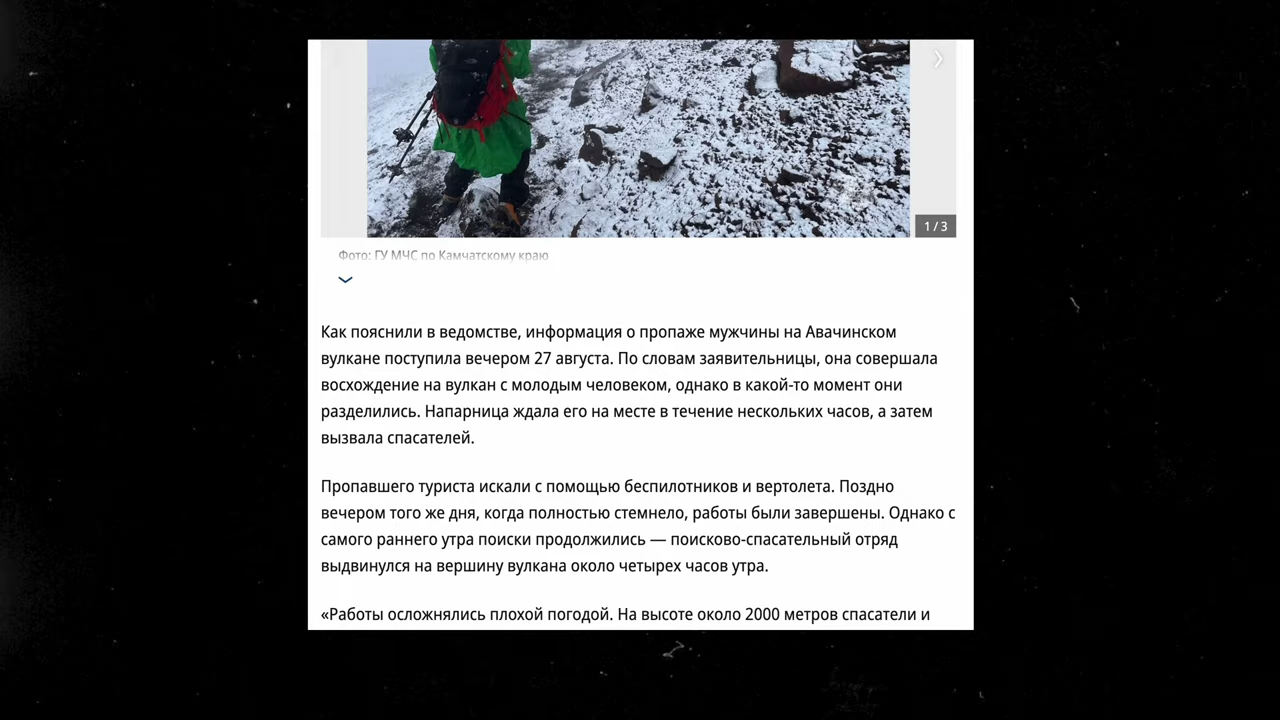 1 / 3
Фото: ГУ МЧС по Камчатскому краю
Как пояснили в ведомстве, информация о пропаже мужчины на Авачинском
вулкане поступила вечером 27 августа. По словам заявительницы, она совершала
восхождение на вулкан с молодым человеком, однако в какой-то момент они
разделились. Напарница ждала его на месте в течение нескольких часов, а затем
вызвала спасателей.
Пропавшего туриста искали с помощью беспилотников и вертолета. Поздно
вечером того же дня, когда полностью стемнело, работы были завершены. Однако с
самого раннего утра поиски продолжились — поисково-спасательный отряд
выдвинулся на вершину вулкана около четырех часов утра.
«Работы осложнялись плохой погодой. На высоте около 2000 метров спасатели и